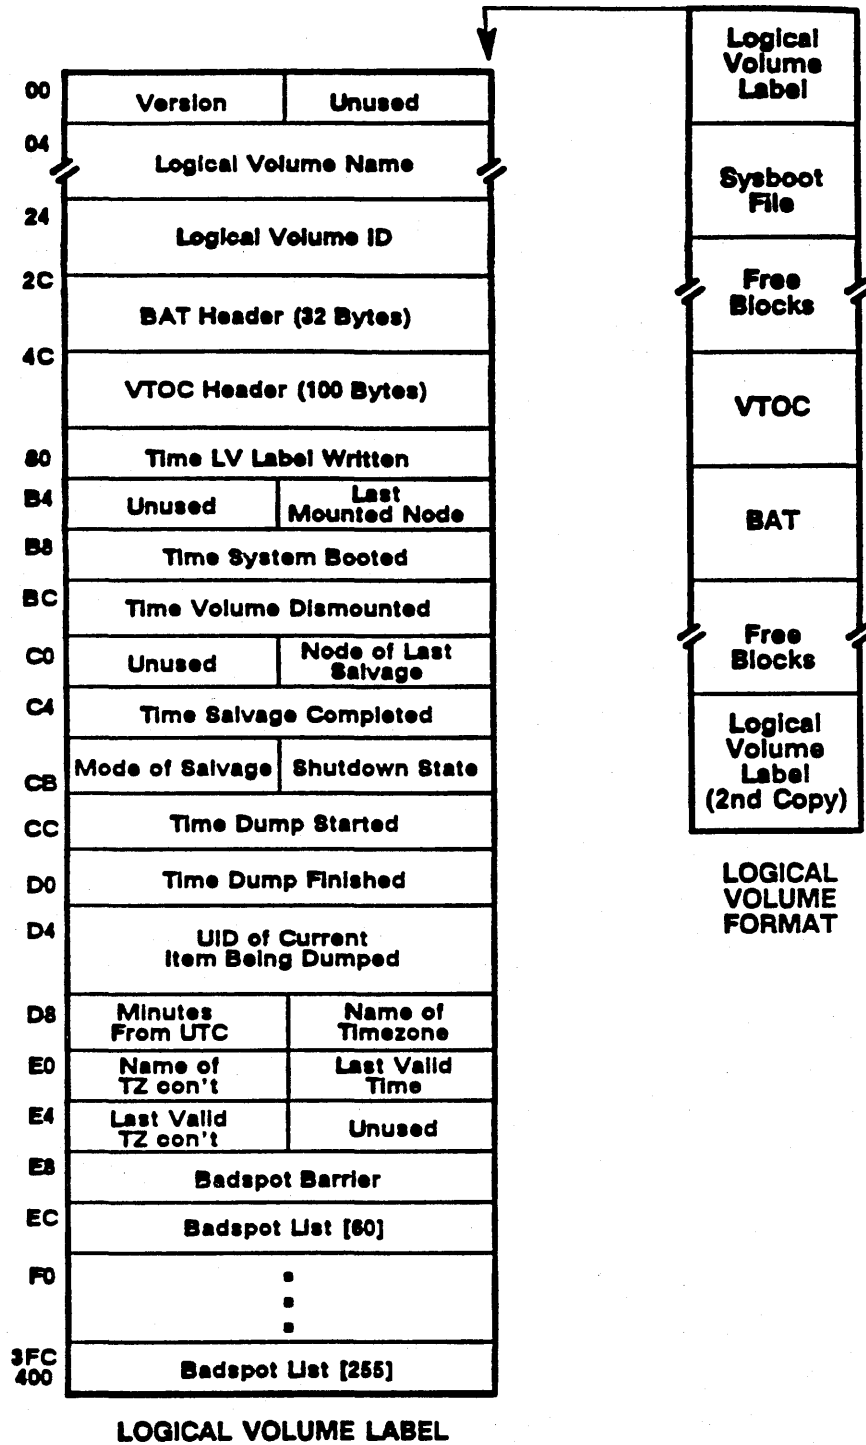 00
Version
Unused
04
Logical Volume Name
24
Logical Volume ID
2C
BAT Header (32 Bytes)
4C
VTOC Header (100 Bytes)
80
Time LV Label Written
B4
Unused
Last
Mounted Node
B8
Time System Booted
BC
Time Volume Dismounted
C0
Unused
Node of Last
Salvage
C4
Time Salvage Completed
Mode of Salvage
Shutdown State
CB
CC
Time Dump Started
D0
Time Dump Finished
D4
UID of Current
Item Being Dumped
D8
Minutes
From UTC
Name of
Timezone
E0
Name of
TZ con't
Last Valid
Time
E4
Last Valid
TZ con't
Unused
E8
Badspot Barrier
EC
Badspot List [60]
F0
3FC
400
Badspot List [255]
LOGICAL VOLUME LABEL
Logical
Volume
Label
Sysboot
File
Free
Blocks
VTOC
BAT
Free
Blocks
Logical
Volume
Label
(2nd Copy)
LOGICAL
VOLUME
FORMAT